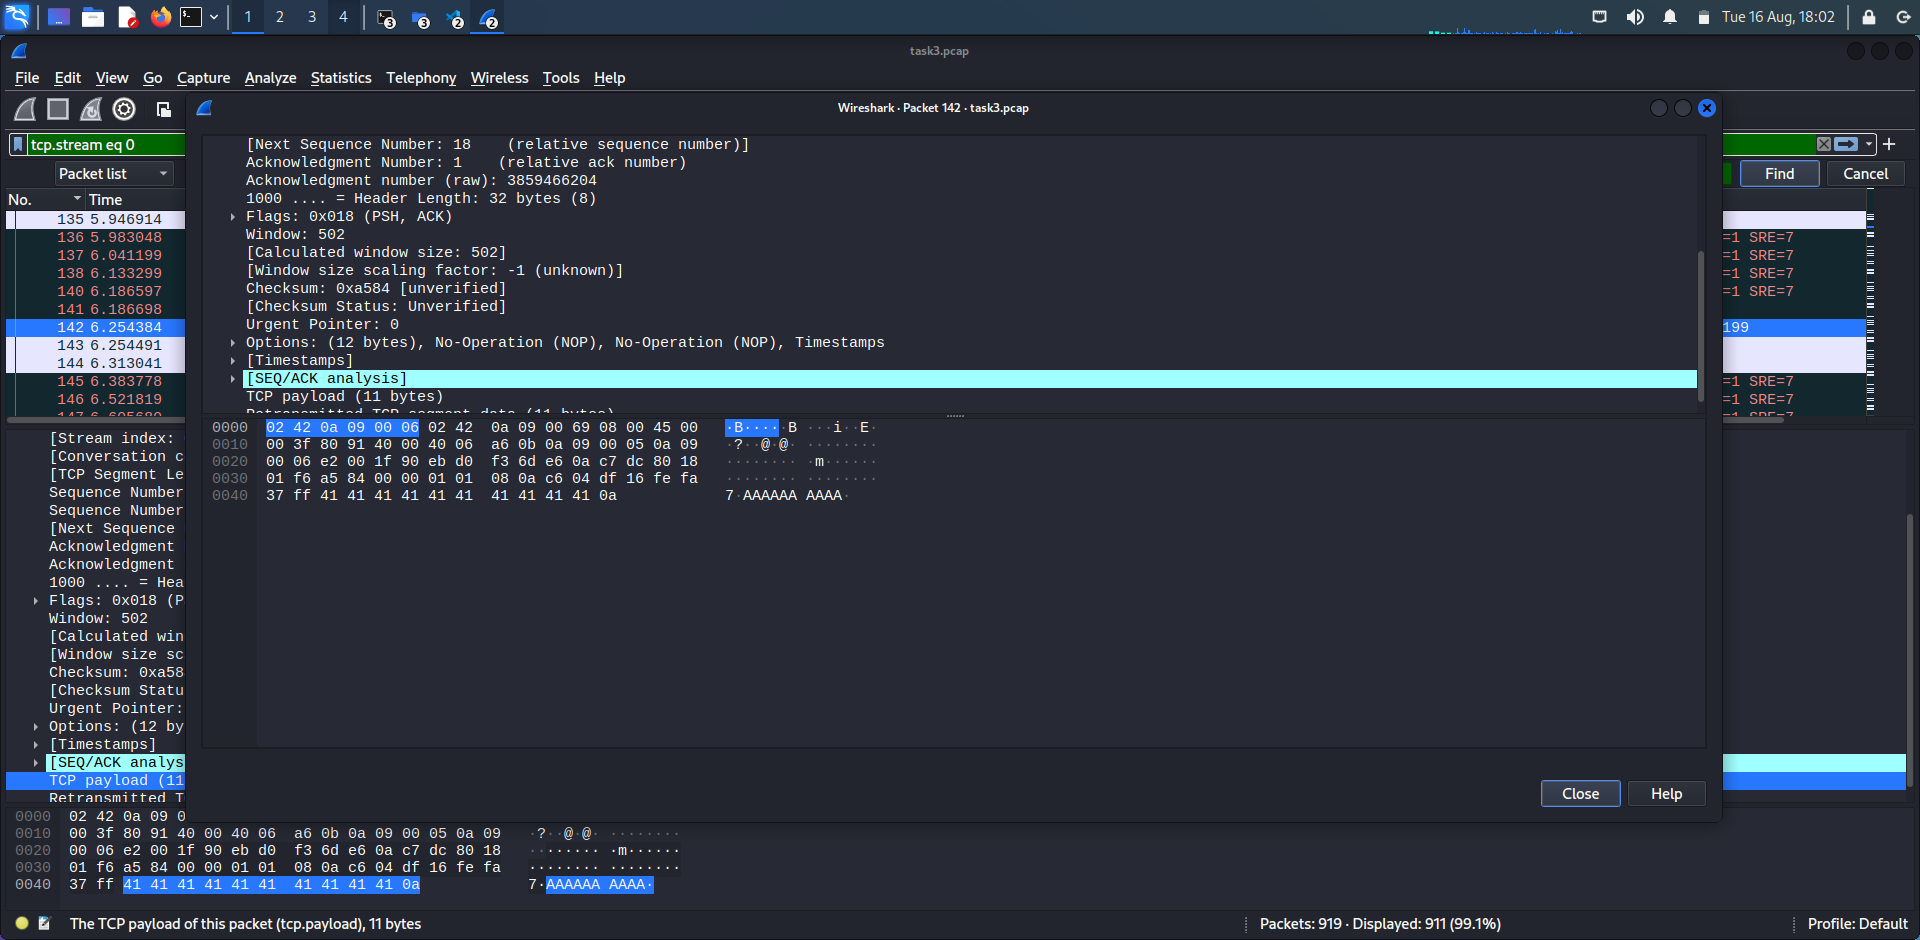 1 2 3 4 3 3 2 2 Tue 16 Aug, 18:02
task3.pcap
File Edit View Go Capture Analyze Statistics Telephony Wireless Tools Help
Wireshark · Packet 142 · task3.pcap
tcp.stream eq 0
Packet list
Find Cancel
No. Time
135 5.946914
136 5.983048 =1 SRE=7
137 6.041199 =1 SRE=7
138 6.133299 =1 SRE=7
140 6.186597 =1 SRE=7
141 6.186698
142 6.254384 199
143 6.254491
144 6.313041
145 6.383778 =1 SRE=7
146 6.521819 =1 SRE=7
147 6.605680 =1 SRE=7
[Next Sequence Number: 18    (relative sequence number)]
Acknowledgment Number: 1    (relative ack number)
Acknowledgment number (raw): 3859466204
1000 .... = Header Length: 32 bytes (8)
Flags: 0x018 (PSH, ACK)
Window: 502
[Calculated window size: 502]
[Window size scaling factor: -1 (unknown)]
Checksum: 0xa584 [unverified]
[Checksum Status: Unverified]
Urgent Pointer: 0
Options: (12 bytes), No-Operation (NOP), No-Operation (NOP), Timestamps
[Timestamps]
[SEQ/ACK analysis]
TCP payload (11 bytes)
Retransmitted TCP segment data (11 bytes)
0000 02 42 0a 09 00 06 02 42 0a 09 00 69 08 00 45 00 ·B····B ···i··E·
0010 00 3f 80 91 40 00 40 06 a6 0b 0a 09 00 05 0a 09 ·?··@·@· ········
0020 00 06 e2 00 1f 90 eb d0 f3 6d e6 0a c7 dc 80 18 ········ ·m······
0030 01 f6 a5 84 00 00 01 01 08 0a c6 04 df 16 fe fa ········ ········
0040 37 ff 41 41 41 41 41 41 41 41 41 41 0a 7·AAAAAA AAAA·
Close Help
[Stream index:
[Conversation c
[TCP Segment Le
Sequence Number
Sequence Number
[Next Sequence
Acknowledgment
Acknowledgment
1000 .... = Hea
Flags: 0x018 (P
Window: 502
[Calculated win
[Window size sc
Checksum: 0xa58
[Checksum Statu
Urgent Pointer:
Options: (12 by
[Timestamps]
[SEQ/ACK analys
TCP payload (11
Retransmitted T
0000 02 42 0a 09 0
0010 00 3f 80 91 40 00 40 06 a6 0b 0a 09 00 05 0a 09 ·?··@·@· ········
0020 00 06 e2 00 1f 90 eb d0 f3 6d e6 0a c7 dc 80 18 ········ ·m······
0030 01 f6 a5 84 00 00 01 01 08 0a c6 04 df 16 fe fa ········ ········
0040 37 ff 41 41 41 41 41 41 41 41 41 41 0a 7·AAAAAA AAAA·
The TCP payload of this packet (tcp.payload), 11 bytes Packets: 919 · Displayed: 911 (99.1%) Profile: Default